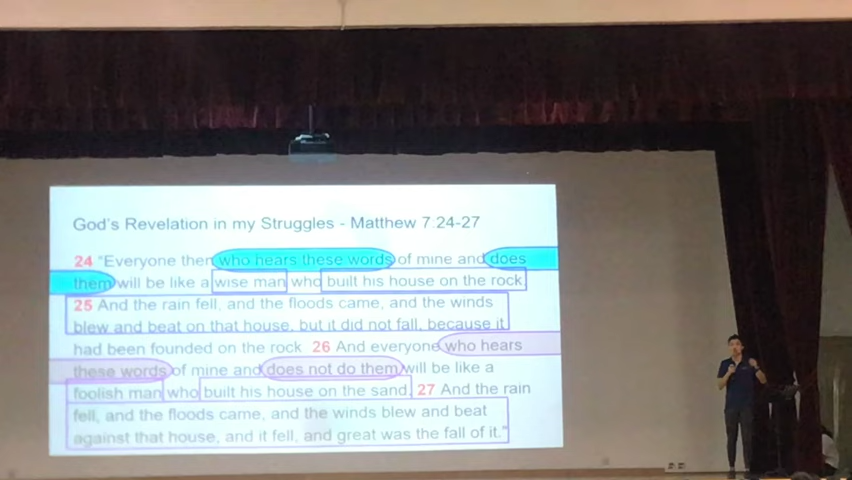 God's Revelation in my Struggles - Matthew 7:24-27
24 "Everyone then who hears these words of mine and does
them will be like a wise man who built his house on the rock.
25 And the rain fell, and the floods came, and the winds
blew and beat on that house, but it did not fall, because it
had been founded on the rock. 26 And everyone who hears
these words of mine and does not do them will be like a
foolish man who built his house on the sand. 27 And the rain
fell, and the floods came, and the winds blew and beat
against that house, and it fell, and great was the fall of it."